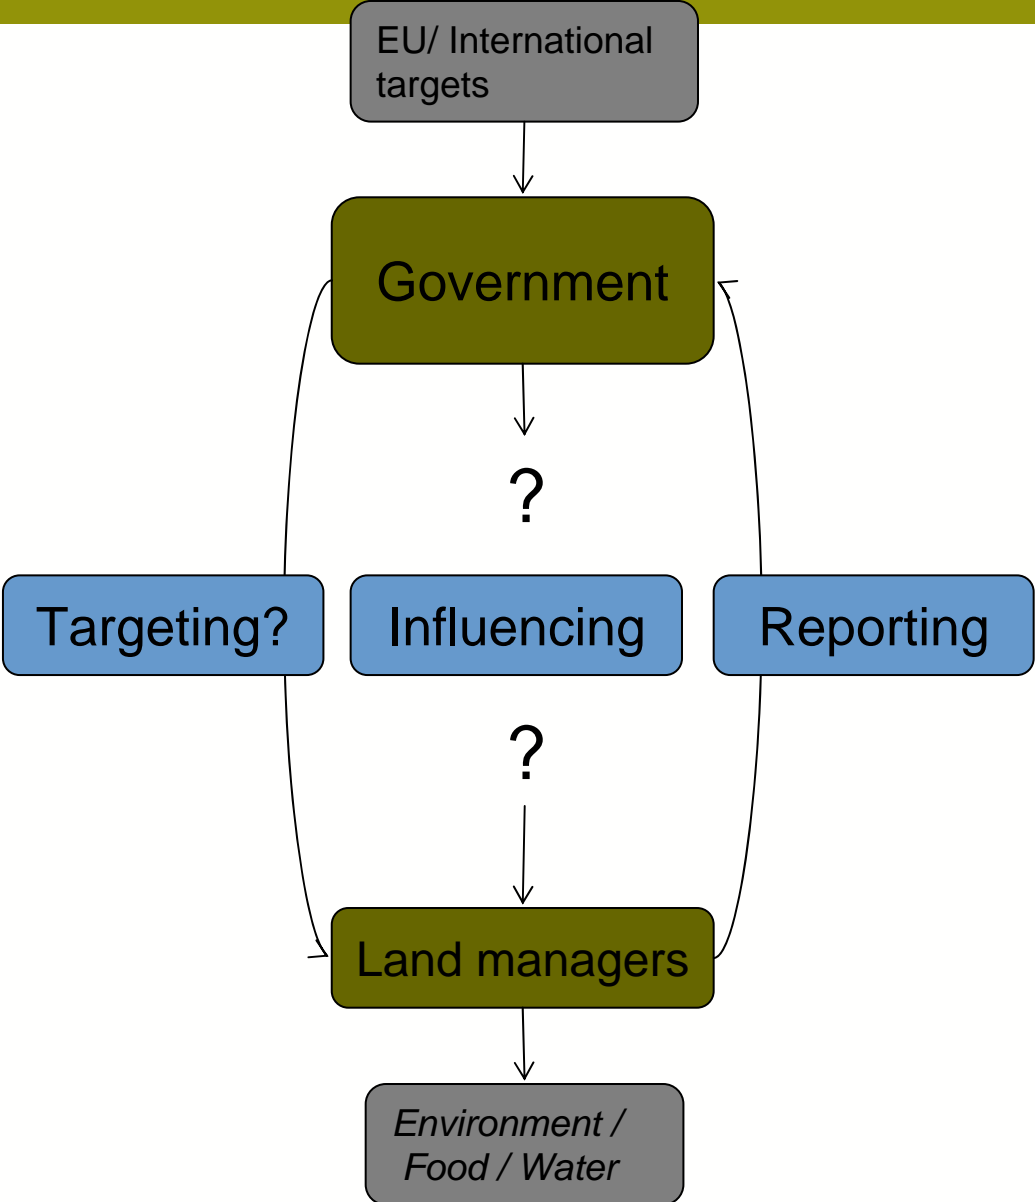 EU/ International
targets
Government
?
Targeting?
Influencing
Reporting
?
Land managers
Environment /
Food / Water